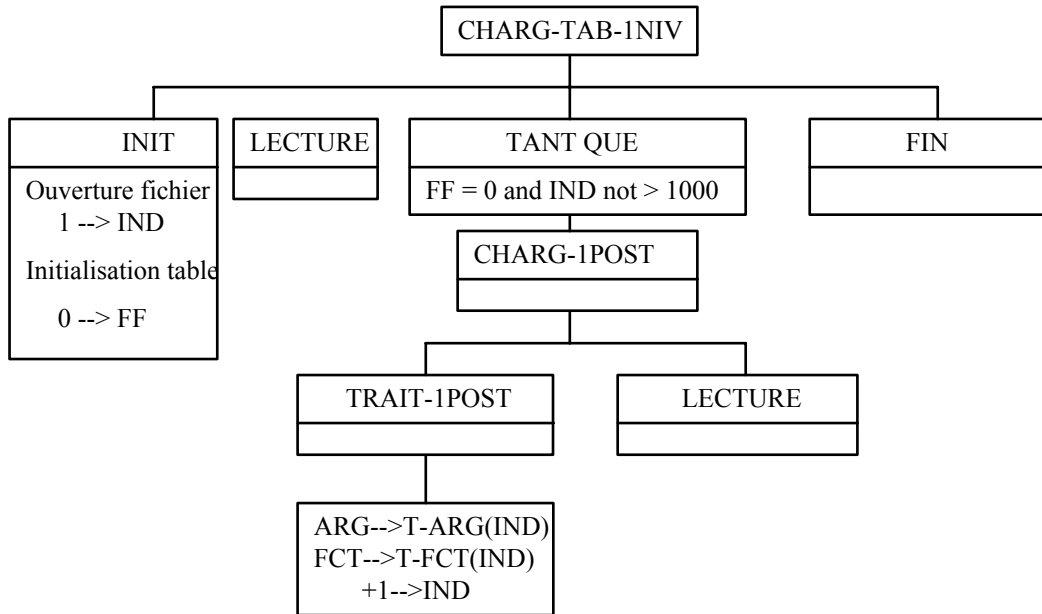 CHARG-TAB-1NIV
INIT
Ouverture fichier
1 --> IND
Initialisation table
0 --> FF
LECTURE
TANT QUE
FF = 0 and IND not > 1000
FIN
CHARG-1POST
TRAIT-1POST
LECTURE
ARG-->T-ARG(IND)
FCT-->T-FCT(IND)
+1-->IND